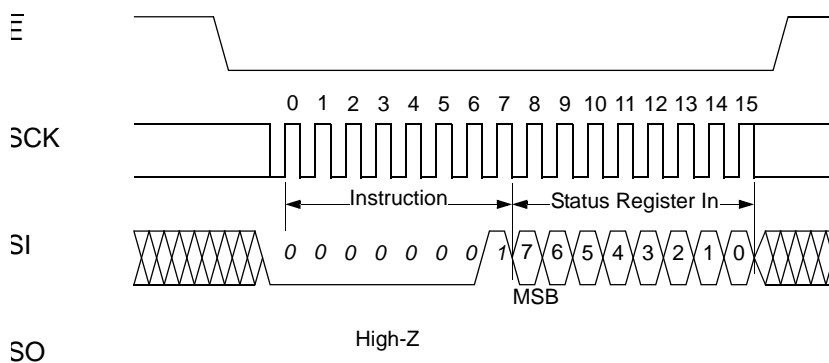 E
0 1 2 3 4 5 6 7 8 9 10 11 12 13 14 15
SCK
Instruction Status Register In
SI
0 0 0 0 0 0 0 1 7 6 5 4 3 2 1 0
MSB
High-Z
SO